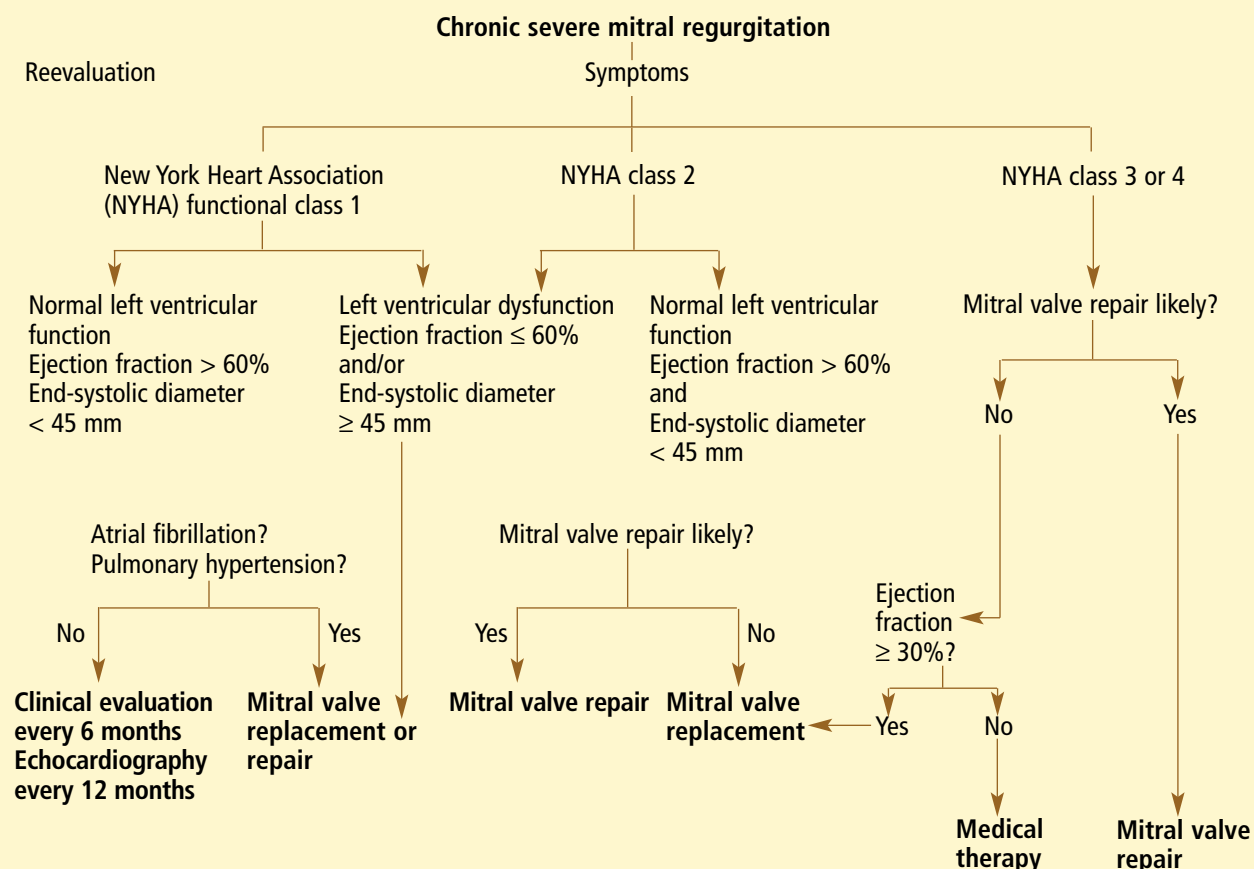 Chronic severe mitral regurgitation
Reevaluation
Symptoms
New York Heart Association
(NYHA) functional class 1
NYHA class 2
NYHA class 3 or 4
Normal left ventricular
function
Ejection fraction > 60%
End-systolic diameter
< 45 mm
Left ventricular dysfunction
Ejection fraction ≤ 60%
and/or
End-systolic diameter
≥ 45 mm
Normal left ventricular
function
Ejection fraction > 60%
and
End-systolic diameter
< 45 mm
Mitral valve repair likely?
No
Yes
Atrial fibrillation?
Pulmonary hypertension?
No
Yes
Mitral valve repair likely?
Yes
No
Ejection
fraction
≥ 30%?
Yes
No
Clinical evaluation
every 6 months
Echocardiography
every 12 months
Mitral valve
replacement or
repair
Mitral valve repair
Mitral valve
replacement
Medical
therapy
Mitral valve
repair